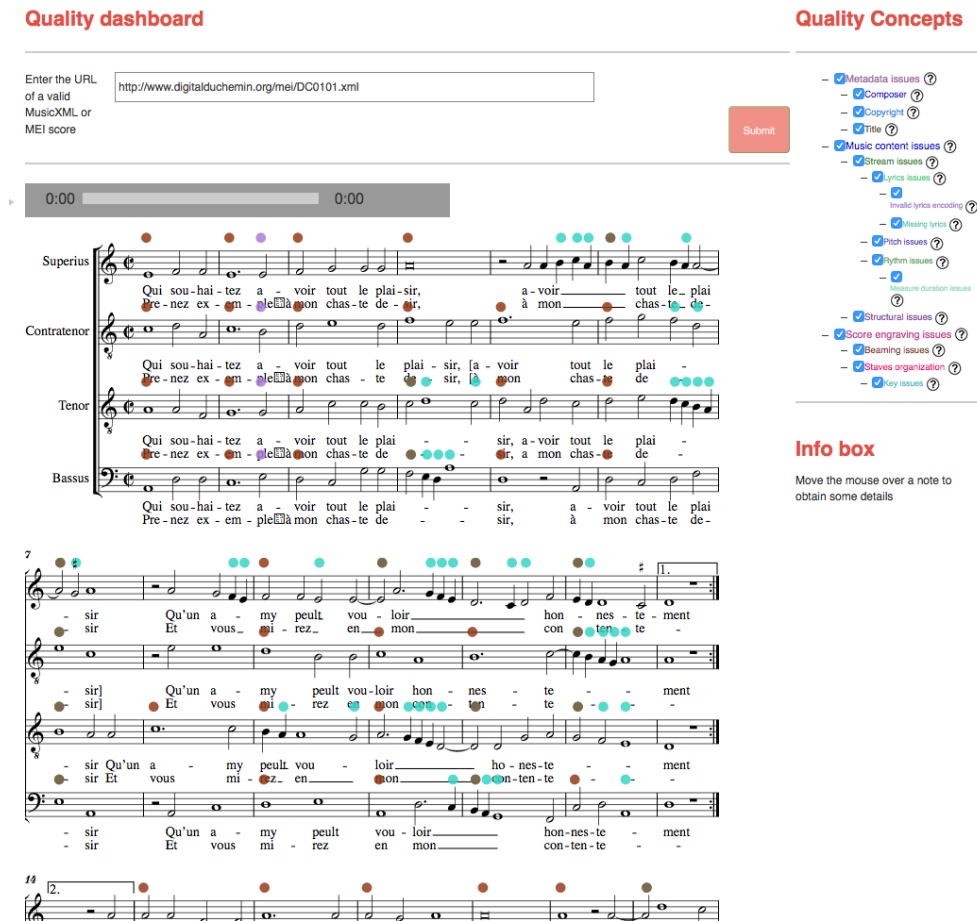 Quality dashboard
Enter the URL
of a valid
MusicXML or
MEI score
http://www.digitalduchemin.org/mei/DC0101.xml
Submit
0:00 0:00
Superius
Qui sou-hai-tez a-voir tout le plai-sir, a-voir tout le plai
Pre-nez ex-em-ple à mon chas-te de-sir, à mon chas-te de-
Contratenor
Qui sou-hai-tez a-voir tout le plai-sir, [a-voir tout le plai-
Pre-nez ex-em-ple à mon chas-te de-sir, [à mon chas-te de-
Tenor
Qui sou-hai-tez a-voir tout le plai-sir, a-voir tout le plai-
Pre-nez ex-em-ple à mon chas-te de-sir, a mon chas-te de-
Bassus
Qui sou-hai-tez a-voir tout le plai-sir, a-voir tout le plai
Pre-nez ex-em-ple à mon chas-te de-sir, à mon chas-te de-
7
1.
-sir Qu'un a-my peult vou-loir hon-nes-te-ment
-sir Et vous mi-rez en mon con-ten-te-
-sir] Qu'un a-my peult vou-loir hon-nes-te-ment
-sir] Et vous mi-rez en mon con-ten-te-
-sir Qu'un a-my peult vou-loir ho-nes-te-ment
-sir Et vous mi-rez en mon con-ten-te-
-sir Qu'un a-my peult vou-loir hon-nes-te-ment
-sir Et vous mi-rez en mon con-ten-te-
14
2.
Quality Concepts
Metadata issues ?
Composer ?
Copyright ?
Title ?
Music content issues ?
Stream issues ?
Lyrics issues ?
Invalid lyrics encoding ?
Missing lyrics ?
Pitch issues ?
Rythm issues ?
Measure duration issues
?
Structural issues ?
Score engraving issues ?
Beaming issues ?
Staves organization ?
Key issues ?
Info box
Move the mouse over a note to
obtain some details